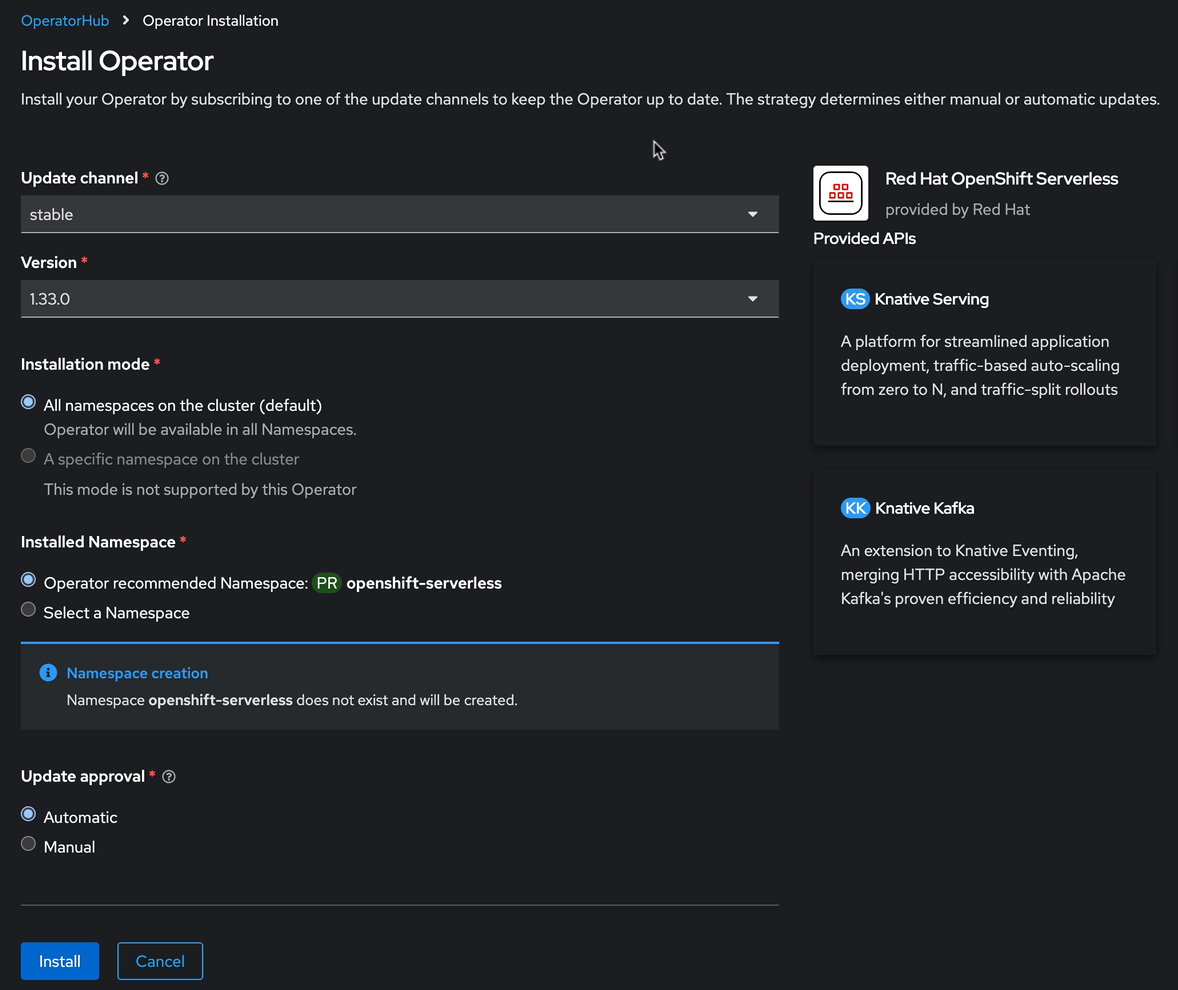 OperatorHub > Operator Installation
Install Operator
Install your Operator by subscribing to one of the update channels to keep the Operator up to date. The strategy determines either manual or automatic updates.
Update channel *
stable
Version *
1.33.0
Installation mode *
All namespaces on the cluster (default)
Operator will be available in all Namespaces.
A specific namespace on the cluster
This mode is not supported by this Operator
Installed Namespace *
Operator recommended Namespace: PR openshift-serverless
Select a Namespace
Namespace creation
Namespace openshift-serverless does not exist and will be created.
Update approval *
Automatic
Manual
Install
Cancel
Red Hat OpenShift Serverless
provided by Red Hat
Provided APIs
KS Knative Serving
A platform for streamlined application
deployment, traffic-based auto-scaling
from zero to N, and traffic-split rollouts
KK Knative Kafka
An extension to Knative Eventing,
merging HTTP accessibility with Apache
Kafka's proven efficiency and reliability